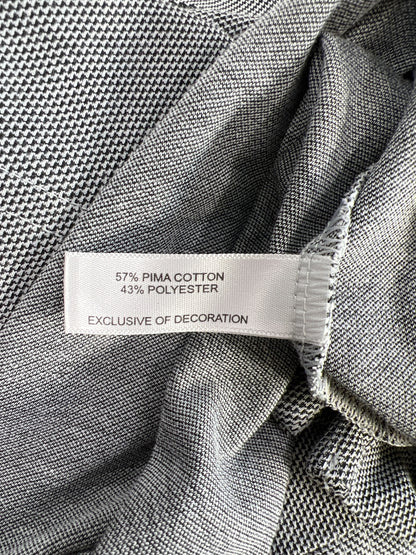 57% PIMA COTTON
43% POLYESTER
EXCLUSIVE OF DECORATION